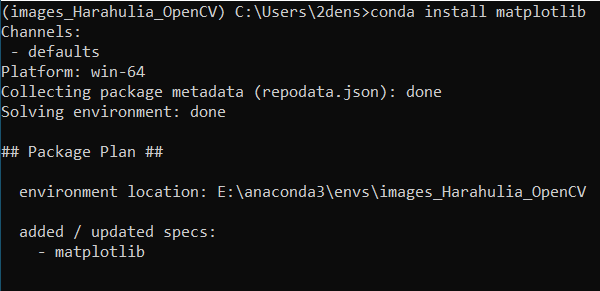 (images_Harahulia_OpenCV) C:\Users\2dens>conda install matplotlib
Channels:
 - defaults
Platform: win-64
Collecting package metadata (repodata.json): done
Solving environment: done
## Package Plan ##
  environment location: E:\anaconda3\envs\images_Harahulia_OpenCV
  added / updated specs:
    - matplotlib